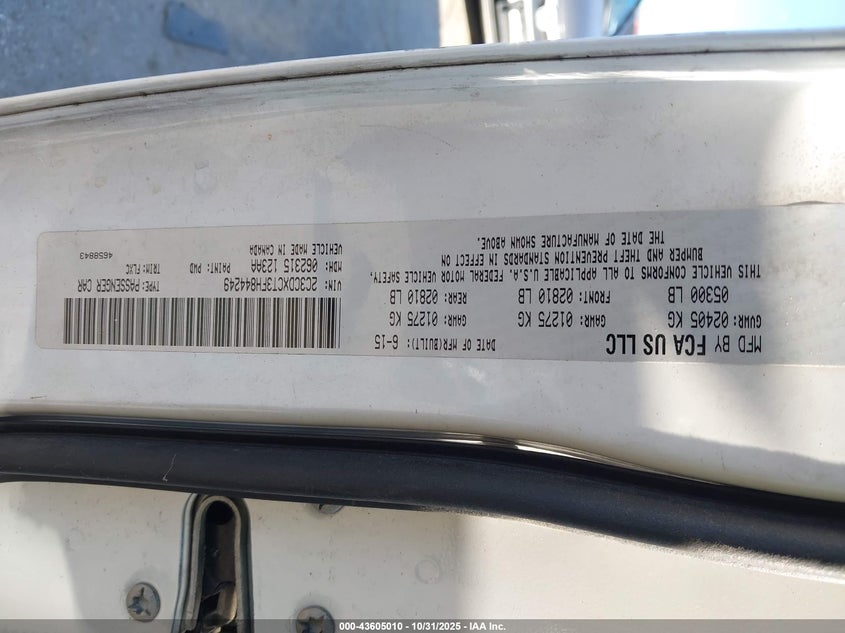 MFD BY FCA US LLC
DATE OF MFR(BUILT): 6-15
GVWR: 02405 KG
GAWR: 01275 KG
GAWR: 01275 KG
05300 LB
FRONT: 02810 LB
REAR: 02810 LB
THIS VEHICLE CONFORMS TO ALL APPLICABLE U.S.A. FEDERAL MOTOR VEHICLE SAFETY,
BUMPER AND THEFT PREVENTION STANDARDS IN EFFECT ON
THE DATE OF MANUFACTURE SHOWN ABOVE.
VIN: 2C3CDXCT3FH844249
TYPE: PASSENGER CAR
MDH: 062315 123AA
PAINT: PWD
TRIM: FLXC
VEHICLE MADE IN CANADA
4658843
000-43605010 - 10/31/2025 - IAA Inc.